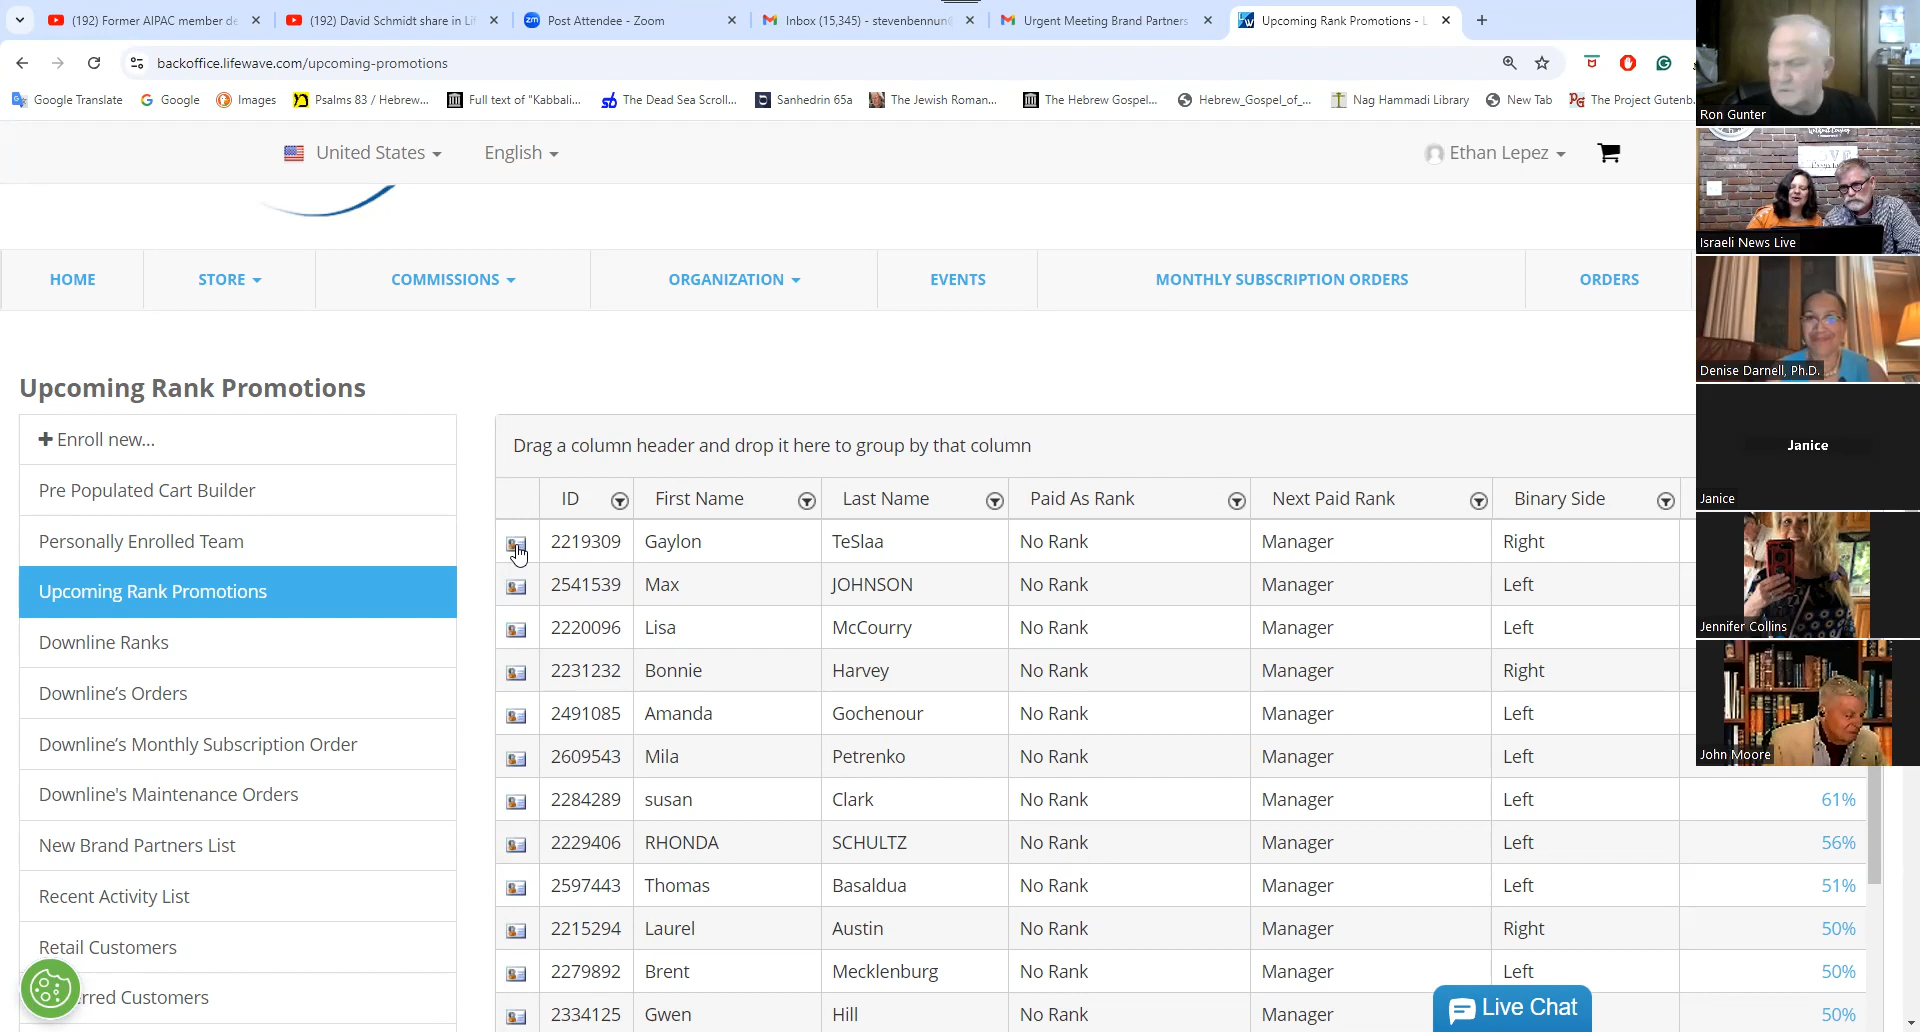 (192) Former AIPAC member de
(192) David Schmidt share in Li
zm Post Attendee - Zoom
Inbox (15,345) - stevenbennun
Urgent Meeting Brand Partners
Upcoming Rank Promotions - L
backoffice.lifewave.com/upcoming-promotions
Google Translate
Google
Images
Psalms 83 / Hebrew...
Full text of "Kabbali...
The Dead Sea Scroll...
Sanhedrin 65a
The Jewish Roman...
The Hebrew Gospel...
Hebrew_Gospel_of_...
Nag Hammadi Library
New Tab
The Project Gutenb
United States
English
Ethan Lepez
HOME
STORE
COMMISSIONS
ORGANIZATION
EVENTS
MONTHLY SUBSCRIPTION ORDERS
ORDERS
Upcoming Rank Promotions
Enroll new...
Pre Populated Cart Builder
Personally Enrolled Team
Upcoming Rank Promotions
Downline Ranks
Downline’s Orders
Downline’s Monthly Subscription Order
Downline's Maintenance Orders
New Brand Partners List
Recent Activity List
Retail Customers
erred Customers
Drag a column header and drop it here to group by that column
ID First Name Last Name Paid As Rank Next Paid Rank Binary Side
2219309 Gaylon TeSlaa No Rank Manager Right
2541539 Max JOHNSON No Rank Manager Left
2220096 Lisa McCourry No Rank Manager Left
2231232 Bonnie Harvey No Rank Manager Right
2491085 Amanda Gochenour No Rank Manager Left
2609543 Mila Petrenko No Rank Manager Left
2284289 susan Clark No Rank Manager Left 61%
2229406 RHONDA SCHULTZ No Rank Manager Left 56%
2597443 Thomas Basaldua No Rank Manager Left 51%
2215294 Laurel Austin No Rank Manager Right 50%
2279892 Brent Mecklenburg No Rank Manager Left 50%
2334125 Gwen Hill No Rank Manager 50%
Live Chat
Ron Gunter
Israeli News Live
Denise Darnell, Ph.D.
Janice
Janice
Jennifer Collins
John Moore